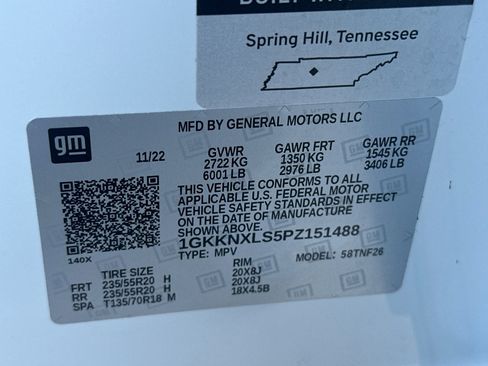 Spring Hill, Tennessee
gm
MFD BY GENERAL MOTORS LLC
11/22
GVWR GAWR FRT GAWR RR
2722 KG 1350 KG 1545 KG
6001 LB 2976 LB 3406 LB
THIS VEHICLE CONFORMS TO ALL
APPLICABLE U.S. FEDERAL MOTOR
VEHICLE SAFETY STANDARDS IN EFFECT
ON THE DATE OF MANUFACTURE
SHOWN ABOVE.
1GKKNXLS5PZ151488
TYPE: MPV MODEL: 58TNF26
140X
TIRE SIZE RIM
FRT 235/55R20 H 20X8J
RR 235/55R20 H 20X8J
SPA T135/70R18 M 18X4.5B